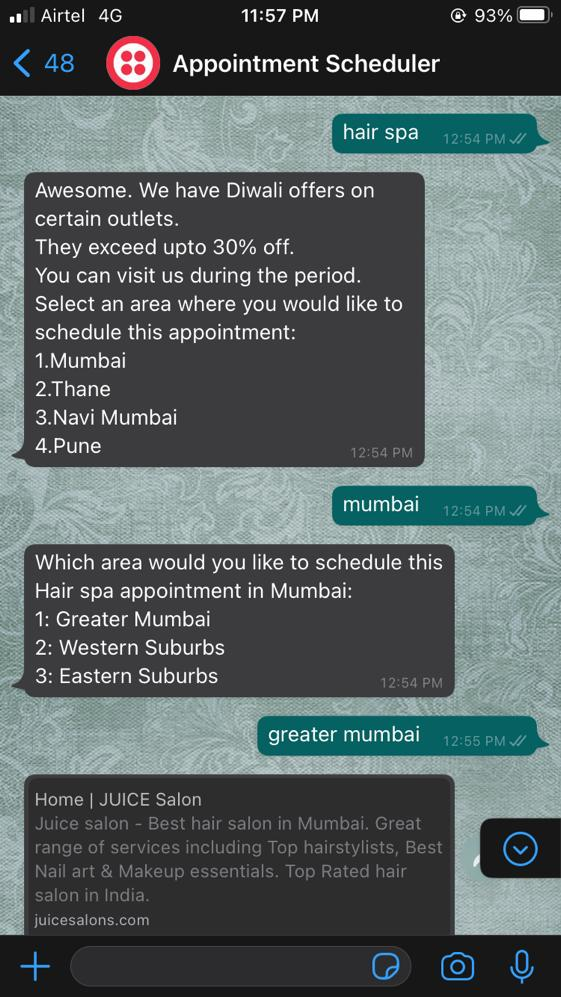 Airtel 4G 11:57 PM 93%
48 Appointment Scheduler
hair spa 12:54 PM
Awesome. We have Diwali offers on
certain outlets.
They exceed upto 30% off.
You can visit us during the period.
Select an area where you would like to
schedule this appointment:
1.Mumbai
2.Thane
3.Navi Mumbai
4.Pune 12:54 PM
mumbai 12:54 PM
Which area would you like to schedule this
Hair spa appointment in Mumbai:
1: Greater Mumbai
2: Western Suburbs
3: Eastern Suburbs 12:54 PM
greater mumbai 12:55 PM
Home | JUICE Salon
Juice salon - Best hair salon in Mumbai. Great
range of services including Top hairstylists, Best
Nail art & Makeup essentials. Top Rated hair
salon in India.
juicesalons.com